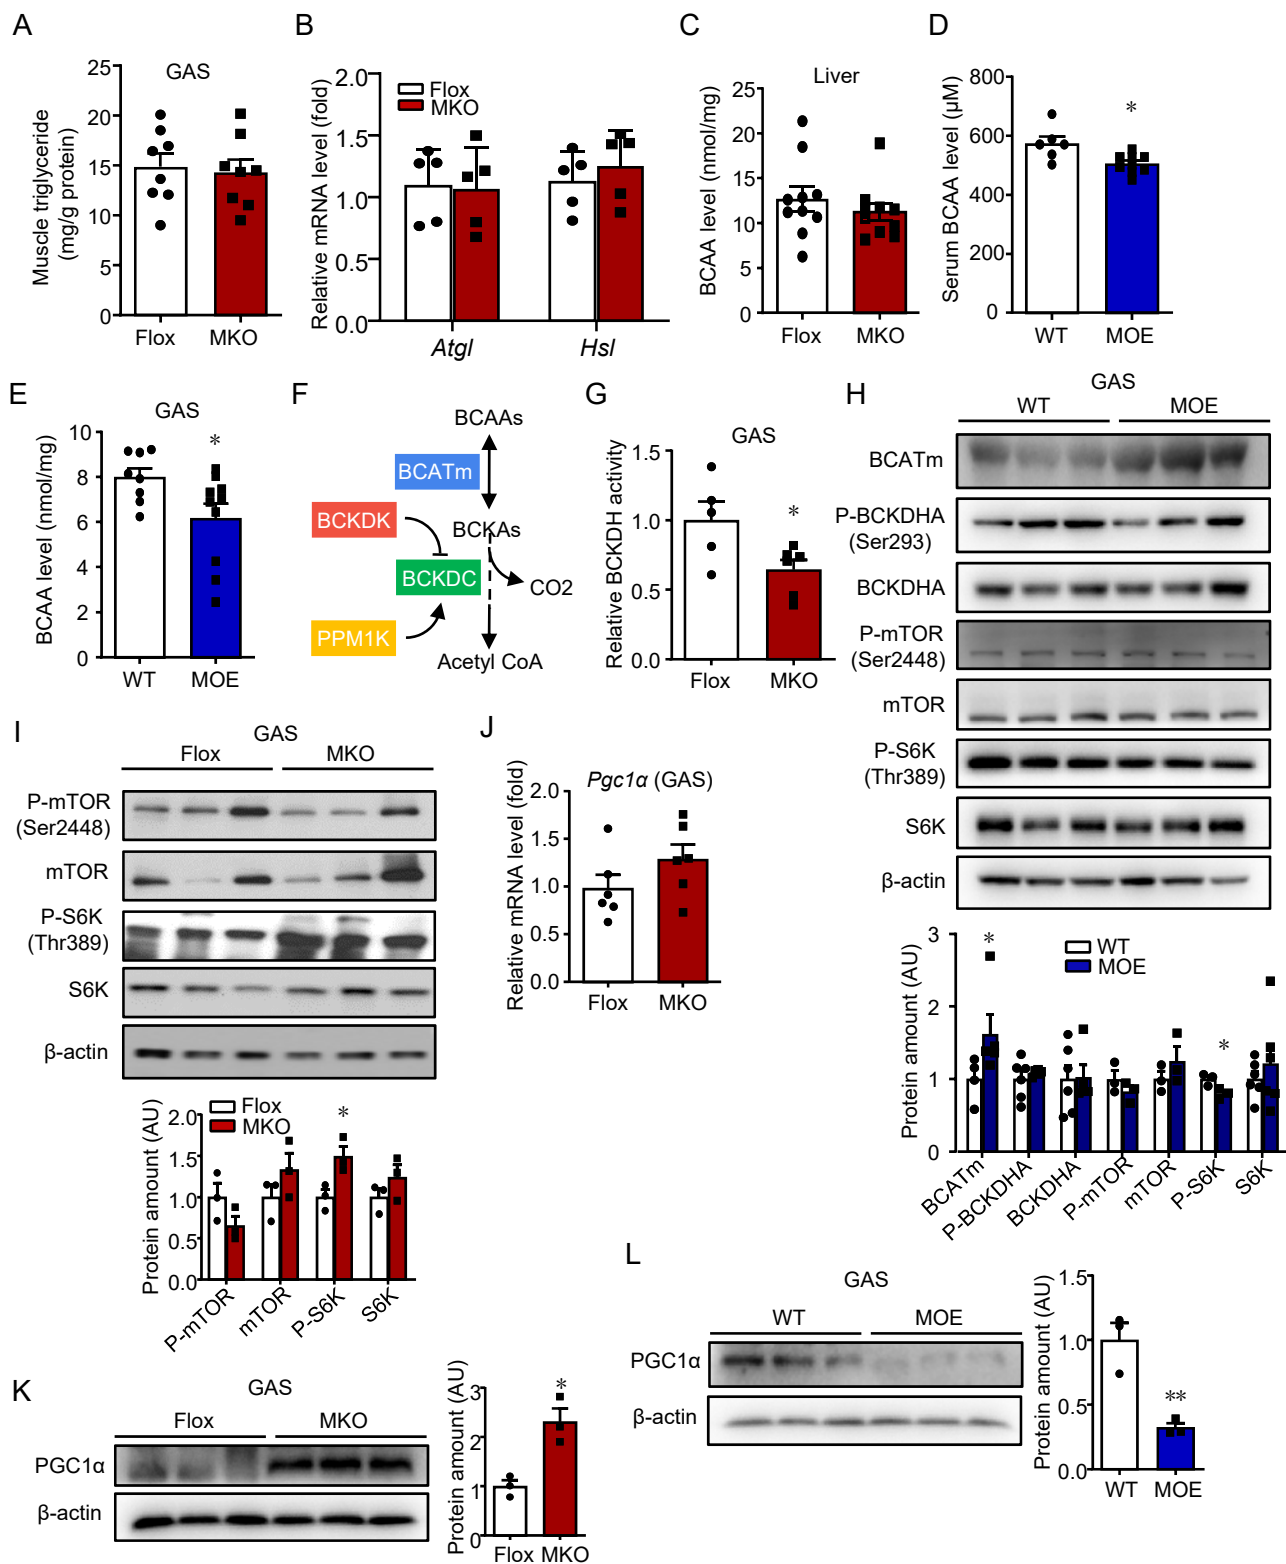 A
GAS
Muscle triglyceride
(mg/g protein)
25
20
15
10
5
0
Flox
MKO
B
Relative mRNA level (fold)
2.0
1.5
1.0
0.5
0.0
Flox
MKO
Atgl
Hsl
C
Liver
BCAA level (nmol/mg)
25
20
15
10
5
0
Flox
MKO
D
Serum BCAA level (μM)
800
600
400
200
0
*
WT
MOE
E
GAS
BCAA level (nmol/mg)
10
8
6
4
2
0
*
WT
MOE
F
BCAAs
BCATm
BCKDK
BCKAs
BCKDC
CO2
PPM1K
Acetyl CoA
G
GAS
Relative BCKDH activity
1.5
1.0
0.5
0.0
*
Flox
MKO
H
GAS
WT
MOE
BCATm
P-BCKDHA
(Ser293)
BCKDHA
P-mTOR
(Ser2448)
mTOR
P-S6K
(Thr389)
S6K
β-actin
Protein amount (AU)
3
2
1
0
WT
MOE
*
*
BCATm
P-BCKDHA
BCKDHA
P-mTOR
mTOR
P-S6K
S6K
I
GAS
Flox
MKO
P-mTOR
(Ser2448)
mTOR
P-S6K
(Thr389)
S6K
β-actin
Protein amount (AU)
2.0
1.5
1.0
0.5
0.0
Flox
MKO
*
P-mTOR
mTOR
P-S6K
S6K
J
Pgc1α (GAS)
Relative mRNA level (fold)
2.0
1.5
1.0
0.5
0.0
Flox
MKO
K
GAS
Flox
MKO
PGC1α
β-actin
Protein amount (AU)
3
2
1
0
*
Flox
MKO
L
GAS
WT
MOE
PGC1α
β-actin
Protein amount (AU)
1.5
1.0
0.5
0.0
**
WT
MOE